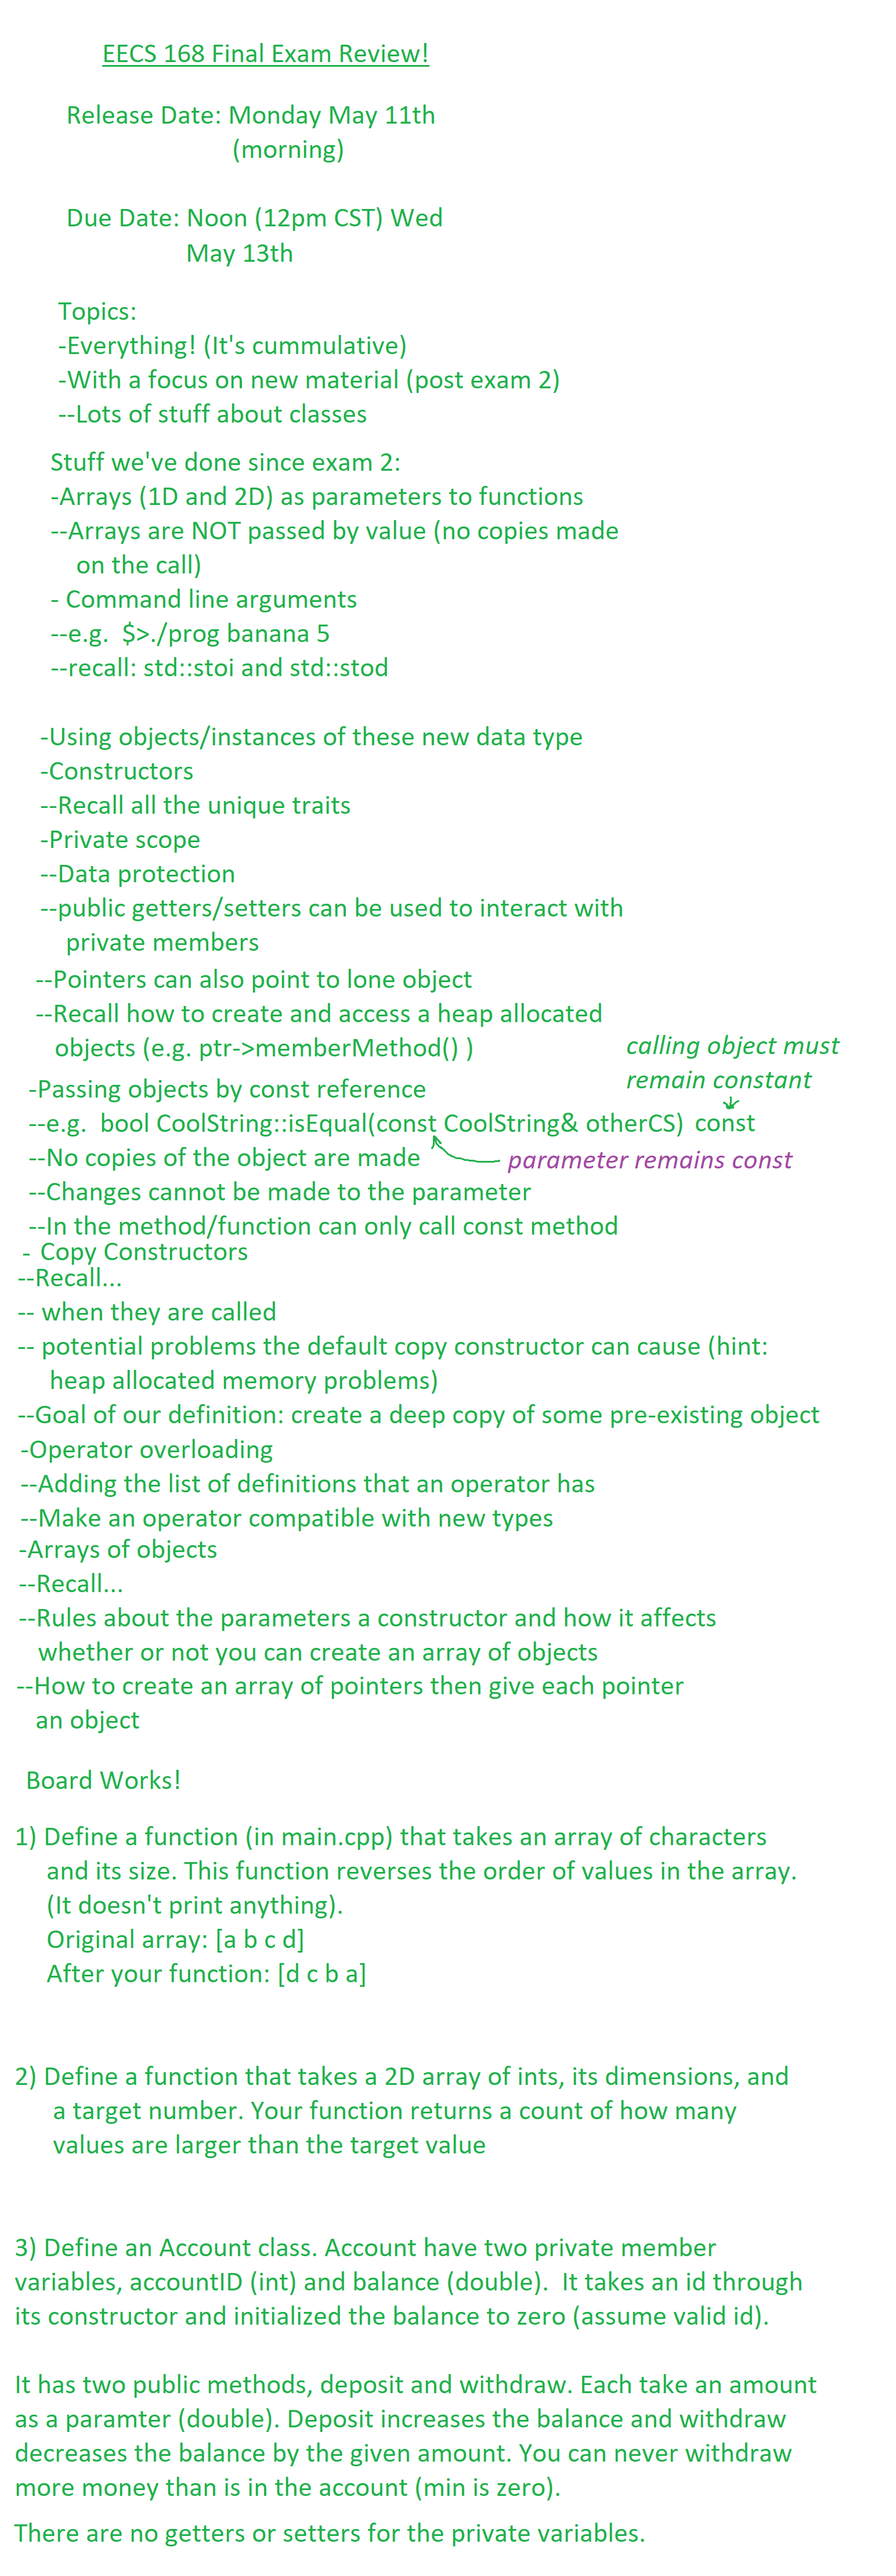 EECS 168 Final Exam Review!
Release Date: Monday May 11th
(morning)
Due Date: Noon (12pm CST) Wed
May 13th
Topics:
-Everything! (It's cummulative)
-With a focus on new material (post exam 2)
--Lots of stuff about classes
Stuff we've done since exam 2:
-Arrays (1D and 2D) as parameters to functions
--Arrays are NOT passed by value (no copies made
on the call)
- Command line arguments
--e.g.  $>./prog banana 5
--recall: std::stoi and std::stod
-Using objects/instances of these new data type
-Constructors
--Recall all the unique traits
-Private scope
--Data protection
--public getters/setters can be used to interact with
private members
--Pointers can also point to lone object
--Recall how to create and access a heap allocated
objects (e.g. ptr->memberMethod() )
calling object must
remain constant
-Passing objects by const reference
--e.g.  bool CoolString::isEqual(const CoolString& otherCS) const
--No copies of the object are made
parameter remains const
--Changes cannot be made to the parameter
--In the method/function can only call const method
- Copy Constructors
--Recall...
-- when they are called
-- potential problems the default copy constructor can cause (hint:
heap allocated memory problems)
--Goal of our definition: create a deep copy of some pre-existing object
-Operator overloading
--Adding the list of definitions that an operator has
--Make an operator compatible with new types
-Arrays of objects
--Recall...
--Rules about the parameters a constructor and how it affects
whether or not you can create an array of objects
--How to create an array of pointers then give each pointer
an object
Board Works!
1) Define a function (in main.cpp) that takes an array of characters
and its size. This function reverses the order of values in the array.
(It doesn't print anything).
Original array: [a b c d]
After your function: [d c b a]
2) Define a function that takes a 2D array of ints, its dimensions, and
a target number. Your function returns a count of how many
values are larger than the target value
3) Define an Account class. Account have two private member
variables, accountID (int) and balance (double).  It takes an id through
its constructor and initialized the balance to zero (assume valid id).
It has two public methods, deposit and withdraw. Each take an amount
as a paramter (double). Deposit increases the balance and withdraw
decreases the balance by the given amount. You can never withdraw
more money than is in the account (min is zero).
There are no getters or setters for the private variables.